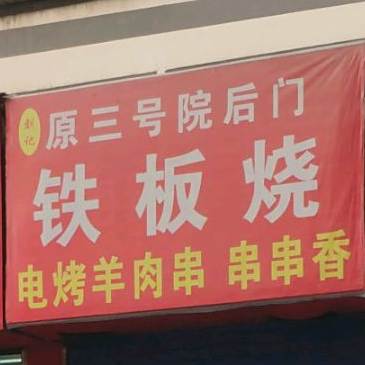 原三号院后门
铁板烧
电烤羊肉串 串串香